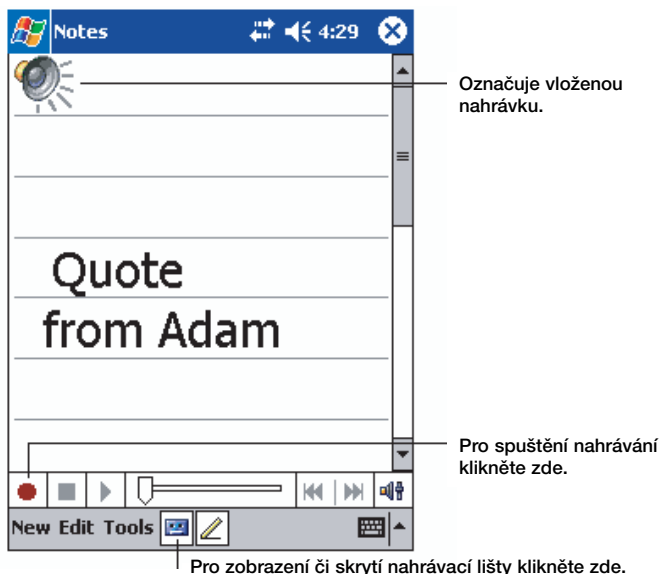 Notes 4:29
Označuje vloženou
nahrávku.
Quote
from Adam
Pro spuštění nahrávání
klikněte zde.
New Edit Tools
Pro zobrazení či skrytí nahrávací lišty klikněte zde.